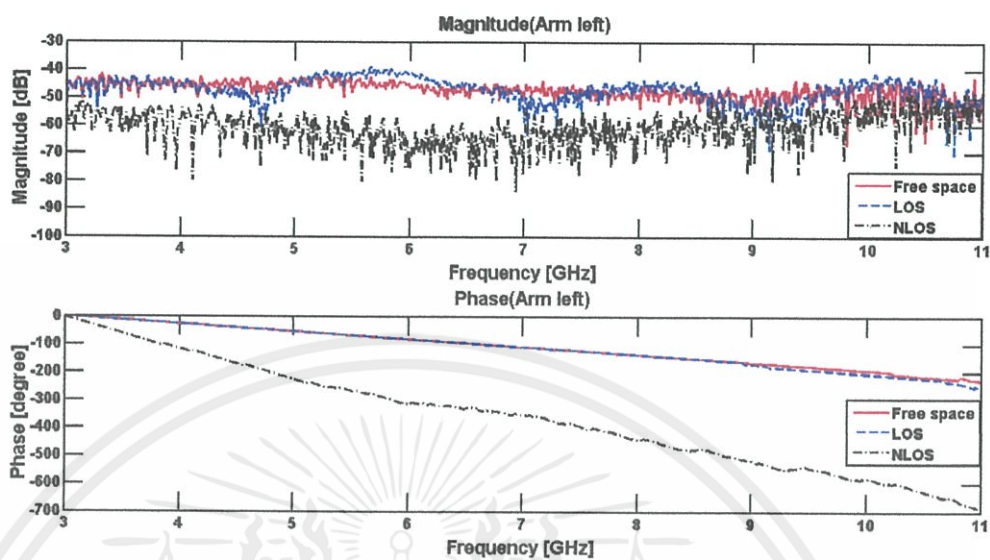 Magnitude(Arm left)
Magnitude [dB]
-30
-40
-50
-60
-70
-80
-90
-100
3 4 5 6 7 8 9 10 11
Frequency [GHz]
Free space
LOS
NLOS
Phase(Arm left)
Phase [degree]
0
-100
-200
-300
-400
-500
-600
-700
3 4 5 6 7 8 9 10 11
Frequency [GHz]
Free space
LOS
NLOS